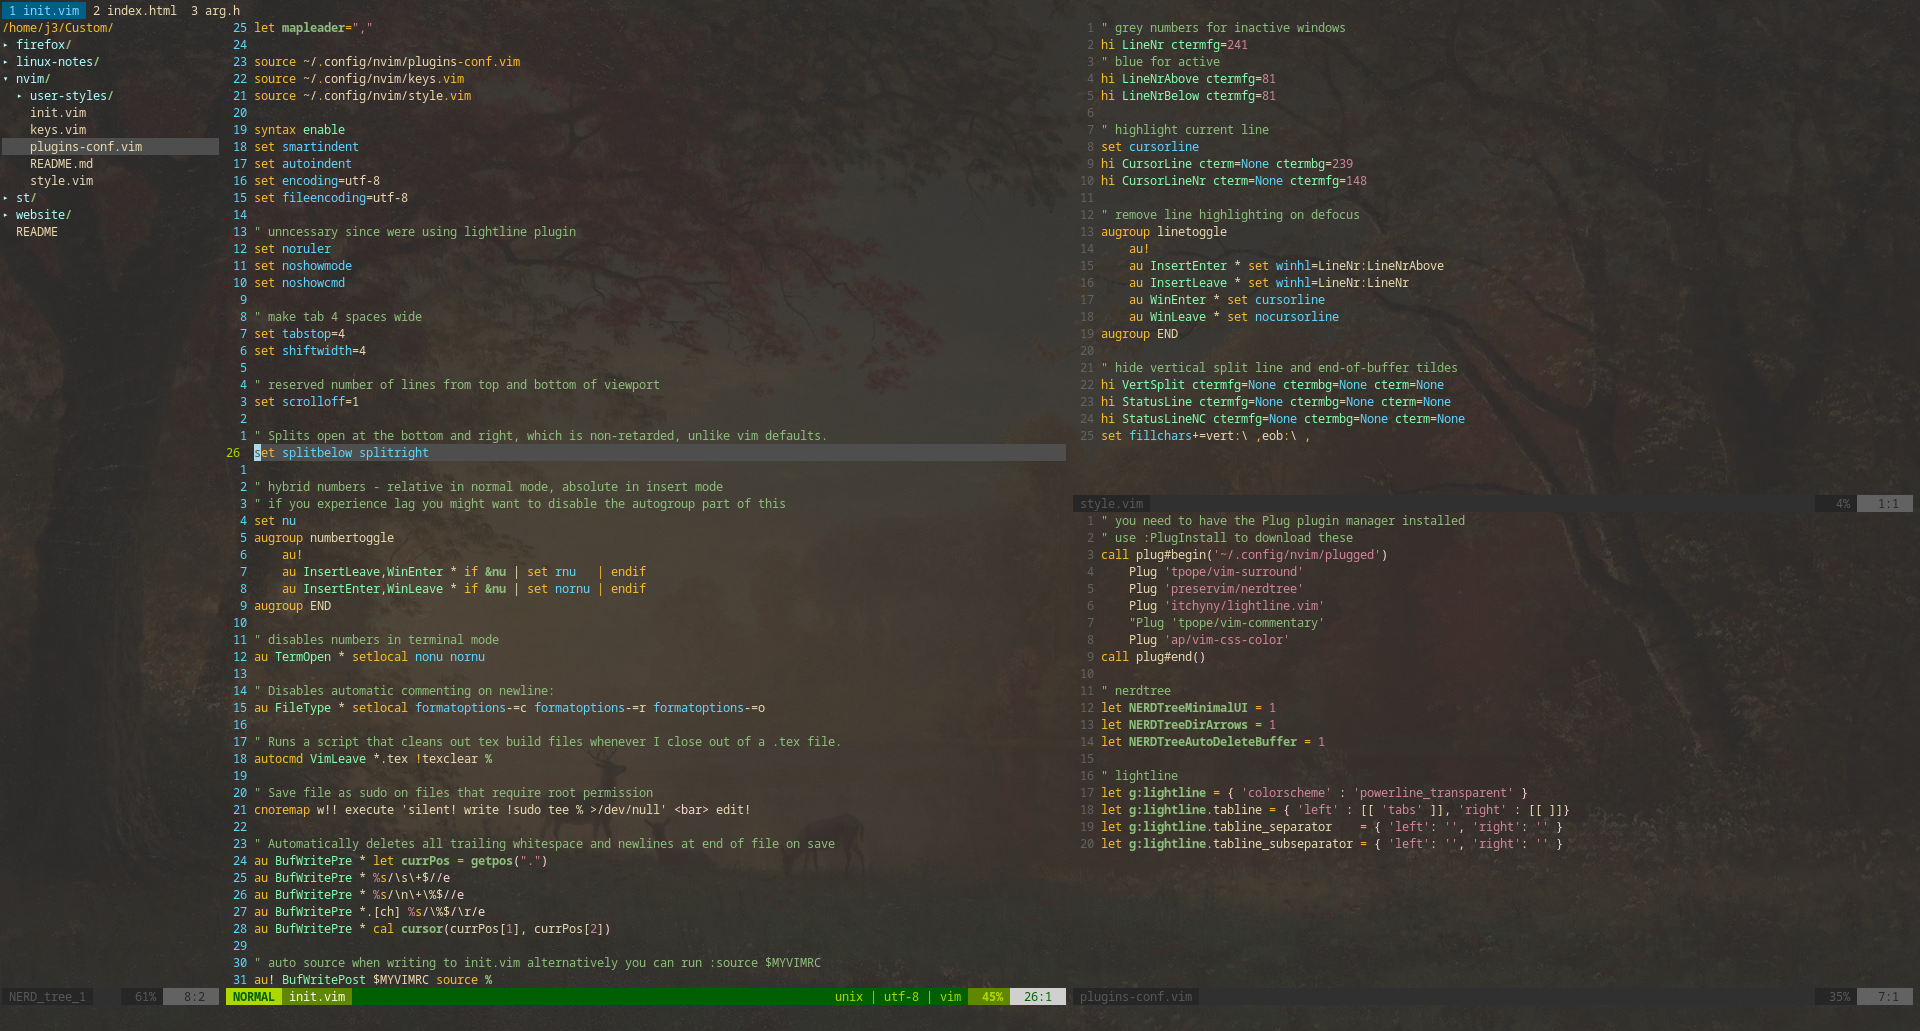 1 init.vim 2 index.html 3 arg.h
/home/j3/Custom/
▸ firefox/
▸ linux-notes/
▾ nvim/
▸ user-styles/
init.vim
keys.vim
plugins-conf.vim
README.md
style.vim
▸ st/
▸ website/
README
NERD_tree_1 61% 8:2
25 let mapleader=","
24
23 source ~/.config/nvim/plugins-conf.vim
22 source ~/.config/nvim/keys.vim
21 source ~/.config/nvim/style.vim
20
19 syntax enable
18 set smartindent
17 set autoindent
16 set encoding=utf-8
15 set fileencoding=utf-8
14
13 " unncessary since were using lightline plugin
12 set noruler
11 set noshowmode
10 set noshowcmd
9
8 " make tab 4 spaces wide
7 set tabstop=4
6 set shiftwidth=4
5
4 " reserved number of lines from top and bottom of viewport
3 set scrolloff=1
2
1 " Splits open at the bottom and right, which is non-retarded, unlike vim defaults.
26 set splitbelow splitright
1
2 " hybrid numbers - relative in normal mode, absolute in insert mode
3 " if you experience lag you might want to disable the autogroup part of this
4 set nu
5 augroup numbertoggle
6 au!
7 au InsertLeave,WinEnter * if &nu | set rnu | endif
8 au InsertEnter,WinLeave * if &nu | set nornu | endif
9 augroup END
10
11 " disables numbers in terminal mode
12 au TermOpen * setlocal nonu nornu
13
14 " Disables automatic commenting on newline:
15 au FileType * setlocal formatoptions-=c formatoptions-=r formatoptions-=o
16
17 " Runs a script that cleans out tex build files whenever I close out of a .tex file.
18 autocmd VimLeave *.tex !texclear %
19
20 " Save file as sudo on files that require root permission
21 cnoremap w!! execute 'silent! write !sudo tee % >/dev/null' <bar> edit!
22
23 " Automatically deletes all trailing whitespace and newlines at end of file on save
24 au BufWritePre * let currPos = getpos(".")
25 au BufWritePre * %s/\s\+$//e
26 au BufWritePre * %s/\n\+\%$//e
27 au BufWritePre *.[ch] %s/\%$/\r/e
28 au BufWritePre * cal cursor(currPos[1], currPos[2])
29
30 " auto source when writing to init.vim alternatively you can run :source $MYVIMRC
31 au! BufWritePost $MYVIMRC source %
NORMAL init.vim unix | utf-8 | vim 45% 26:1
1 " grey numbers for inactive windows
2 hi LineNr ctermfg=241
3 " blue for active
4 hi LineNrAbove ctermfg=81
5 hi LineNrBelow ctermfg=81
6
7 " highlight current line
8 set cursorline
9 hi CursorLine cterm=None ctermbg=239
10 hi CursorLineNr cterm=None ctermfg=148
11
12 " remove line highlighting on defocus
13 augroup linetoggle
14 au!
15 au InsertEnter * set winhl=LineNr:LineNrAbove
16 au InsertLeave * set winhl=LineNr:LineNr
17 au WinEnter * set cursorline
18 au WinLeave * set nocursorline
19 augroup END
20
21 " hide vertical split line and end-of-buffer tildes
22 hi VertSplit ctermfg=None ctermbg=None cterm=None
23 hi StatusLine ctermfg=None ctermbg=None cterm=None
24 hi StatusLineNC ctermfg=None ctermbg=None cterm=None
25 set fillchars+=vert:\ ,eob:\ ,
style.vim 4% 1:1
1 " you need to have the Plug plugin manager installed
2 " use :PlugInstall to download these
3 call plug#begin('~/.config/nvim/plugged')
4 Plug 'tpope/vim-surround'
5 Plug 'preservim/nerdtree'
6 Plug 'itchyny/lightline.vim'
7 "Plug 'tpope/vim-commentary'
8 Plug 'ap/vim-css-color'
9 call plug#end()
10
11 " nerdtree
12 let NERDTreeMinimalUI = 1
13 let NERDTreeDirArrows = 1
14 let NERDTreeAutoDeleteBuffer = 1
15
16 " lightline
17 let g:lightline = { 'colorscheme' : 'powerline_transparent' }
18 let g:lightline.tabline = { 'left' : [[ 'tabs' ]], 'right' : [[ ]]}
19 let g:lightline.tabline_separator = { 'left': '', 'right': '' }
20 let g:lightline.tabline_subseparator = { 'left': '', 'right': '' }
plugins-conf.vim 35% 7:1